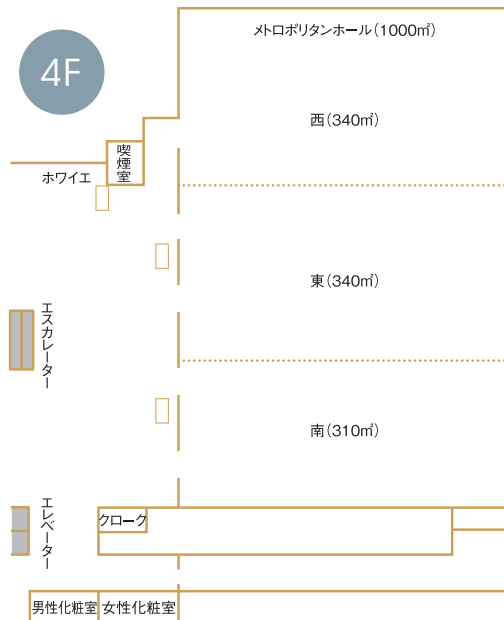 4F
メトロポリタンホール(1000㎡)
西(340㎡)
喫煙室
ホワイエ
東(340㎡)
エスカレーター
南(310㎡)
エレベーター
クローク
男性化粧室
女性化粧室